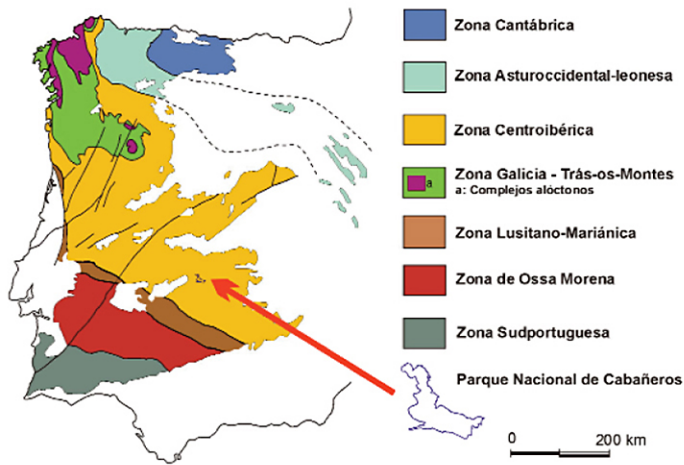 Zona Cantábrica
Zona Asturoccidental-leonesa
Zona Centroibérica
Zona Galicia - Trás-os-Montes
a
a: Complejos alóctonos
Zona Lusitano-Mariánica
Zona de Ossa Morena
Zona Sudportuguesa
Parque Nacional de Cabañeros
0 200 km